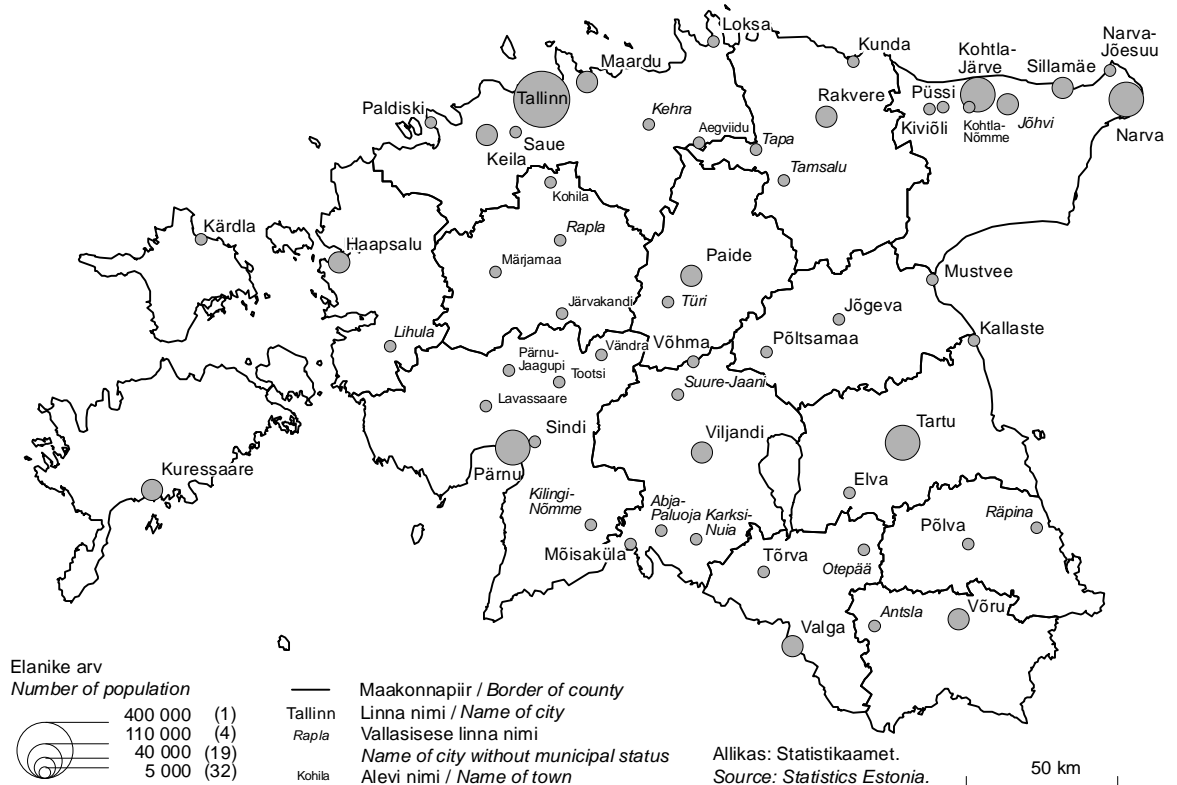 Loksa
Kunda
Narva-
Jõesuu
Kohtla-
Järve
Sillamäe
Maardu
Tallinn
Paldiski
Kehra
Rakvere
Püssi
Kiviõli
Kohtla-
Nõmme
Jõhvi
Narva
Saue
Keila
Aegviidu
Tapa
Tamsalu
Kohila
Kärdla
Haapsalu
Rapla
Märjamaa
Paide
Türi
Mustvee
Järvakandi
Jõgeva
Kallaste
Lihula
Põltsamaa
Vändra
Võhma
Pärnu-
Jaagupi
Tootsi
Suure-Jaani
Lavassaare
Sindi
Viljandi
Tartu
Kuressaare
Pärnu
Elva
Kilingi-
Nõmme
Abja-
Paluoja
Karksi-
Nuia
Räpina
Põlva
Mõisaküla
Tõrva
Otepää
Antsla
Võru
Valga
Elanike arv
Number of population
400 000 (1)
110 000 (4)
40 000 (19)
5 000 (32)
Maakonnapiir / Border of county
Tallinn Linna nimi / Name of city
Rapla Vallasisese linna nimi
Name of city without municipal status
Kohila Alevi nimi / Name of town
Allikas: Statistikaamet.
Source: Statistics Estonia.
50 km